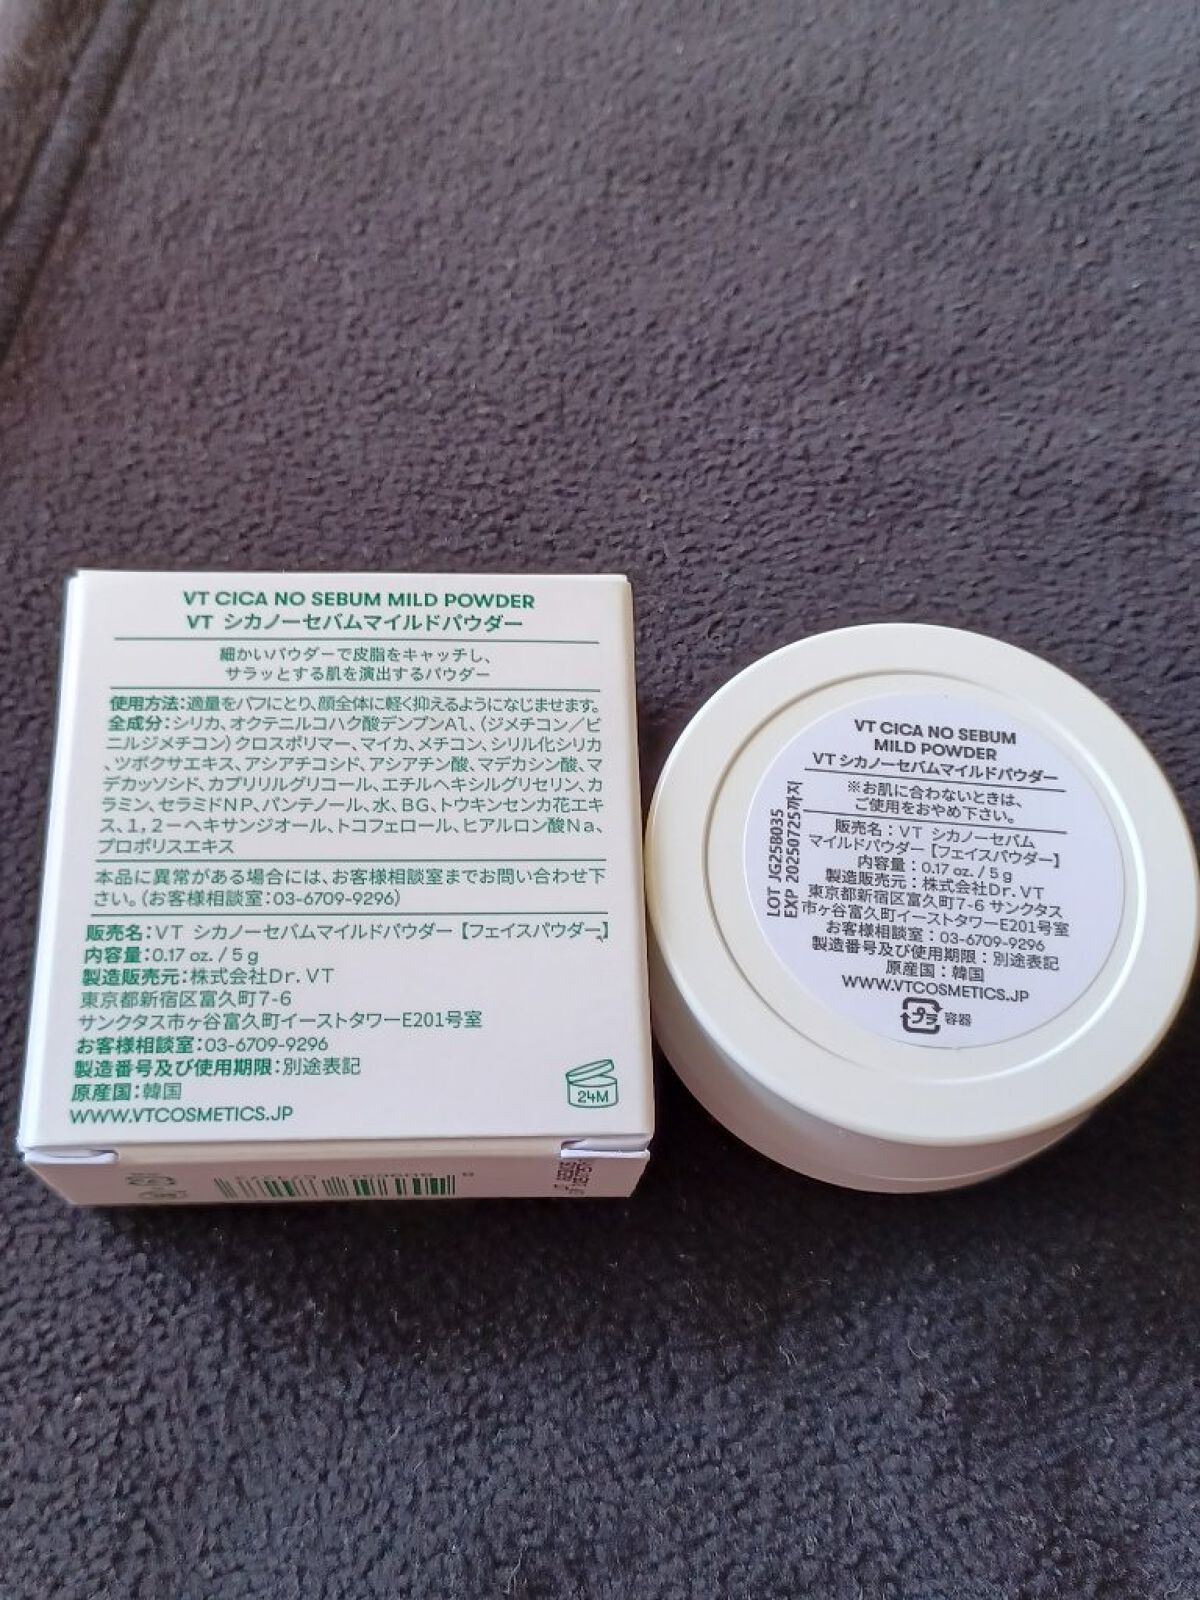 VT CICA NO SEBUM MILD POWDER
VT シカノーセバムマイルドパウダー
細かいパウダーで皮脂をキャッチし、
サラッとする肌を演出するパウダー
使用方法:適量をパフにとり、顔全体に軽く抑えるようになじませます。
全成分:シリカ、オクテニルコハク酸デンプンAl、(ジメチコン/ビ
ニルジメチコン)クロスポリマー、マイカ、メチコン、シリル化シリカ
、ツボクサエキス、アシアチコシド、アシアチン酸、マデカシン酸、マ
デカッソシド、カプリリルグリコール、エチルヘキシルグリセリン、カ
ラミン、セラミドNP、パンテノール、水、BG、トウキンセンカ花エキ
ス、1,2-ヘキサンジオール、トコフェロール、ヒアルロン酸Na、
プロポリスエキス
本品に異常がある場合には、お客様相談室までお問い合わせ下
さい。(お客様相談室:03-6709-9296)
販売名:VT シカノーセバムマイルドパウダー【フェイスパウダー】
内容量:0.17 oz. / 5 g
製造販売元:株式会社Dr. VT
東京都新宿区富久町7-6
サンクタス市ヶ谷富久町イーストタワーE201号室
お客様相談室:03-6709-9296
製造番号及び使用期限:別途表記
原産国:韓国
WWW.VTCOSMETICS.JP
24M
VT CICA NO SEBUM
MILD POWDER
VT シカノーセバムマイルドパウダー
※お肌に合わないときは、
ご使用をおやめ下さい。
販売名:VT シカノーセバム
マイルドパウダー【フェイスパウダー】
内容量:0.17 oz. / 5 g
製造販売元:株式会社Dr. VT
東京都新宿区富久町7-6 サンクタス
市ヶ谷富久町イーストタワーE201号室
お客様相談室:03-6709-9296
製造番号及び使用期限:別途表記
原産国:韓国
WWW.VTCOSMETICS.JP
プラ 容器
LOT JG25B035
EXP 20250725까지